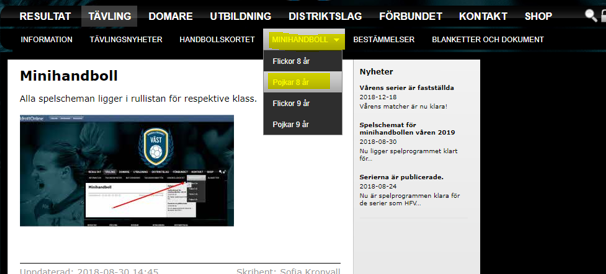 RESULTAT TÄVLING DOMARE UTBILDNING DISTRIKTSLAG FÖRBUNDET KONTAKT SHOP
INFORMATION TÄVLINGSNYHETER HANDBOLLSKORTET MINIHANDBOLL BESTÄMMELSER BLANKETTER OCH DOKUMENT
Flickor 8 år
Pojkar 8 år
Flickor 9 år
Pojkar 9 år
Minihandboll
Alla spelscheman ligger i rullistan för respektive klass.
VÄST
Uppdaterad: 2018-08-30 14:45 Skribent: Sofia Kronvall
Nyheter
Vårens serier är fastställda
2018-12-18
Vårens matcher är nu klara!
Spelschemat för
minihandbollen våren 2019
2018-08-30
Nu ligger spelprogrammet klart
för...
Serierna är publicerade.
2018-08-24
Nu är spelprogrammen klara för
de serier som HFV...